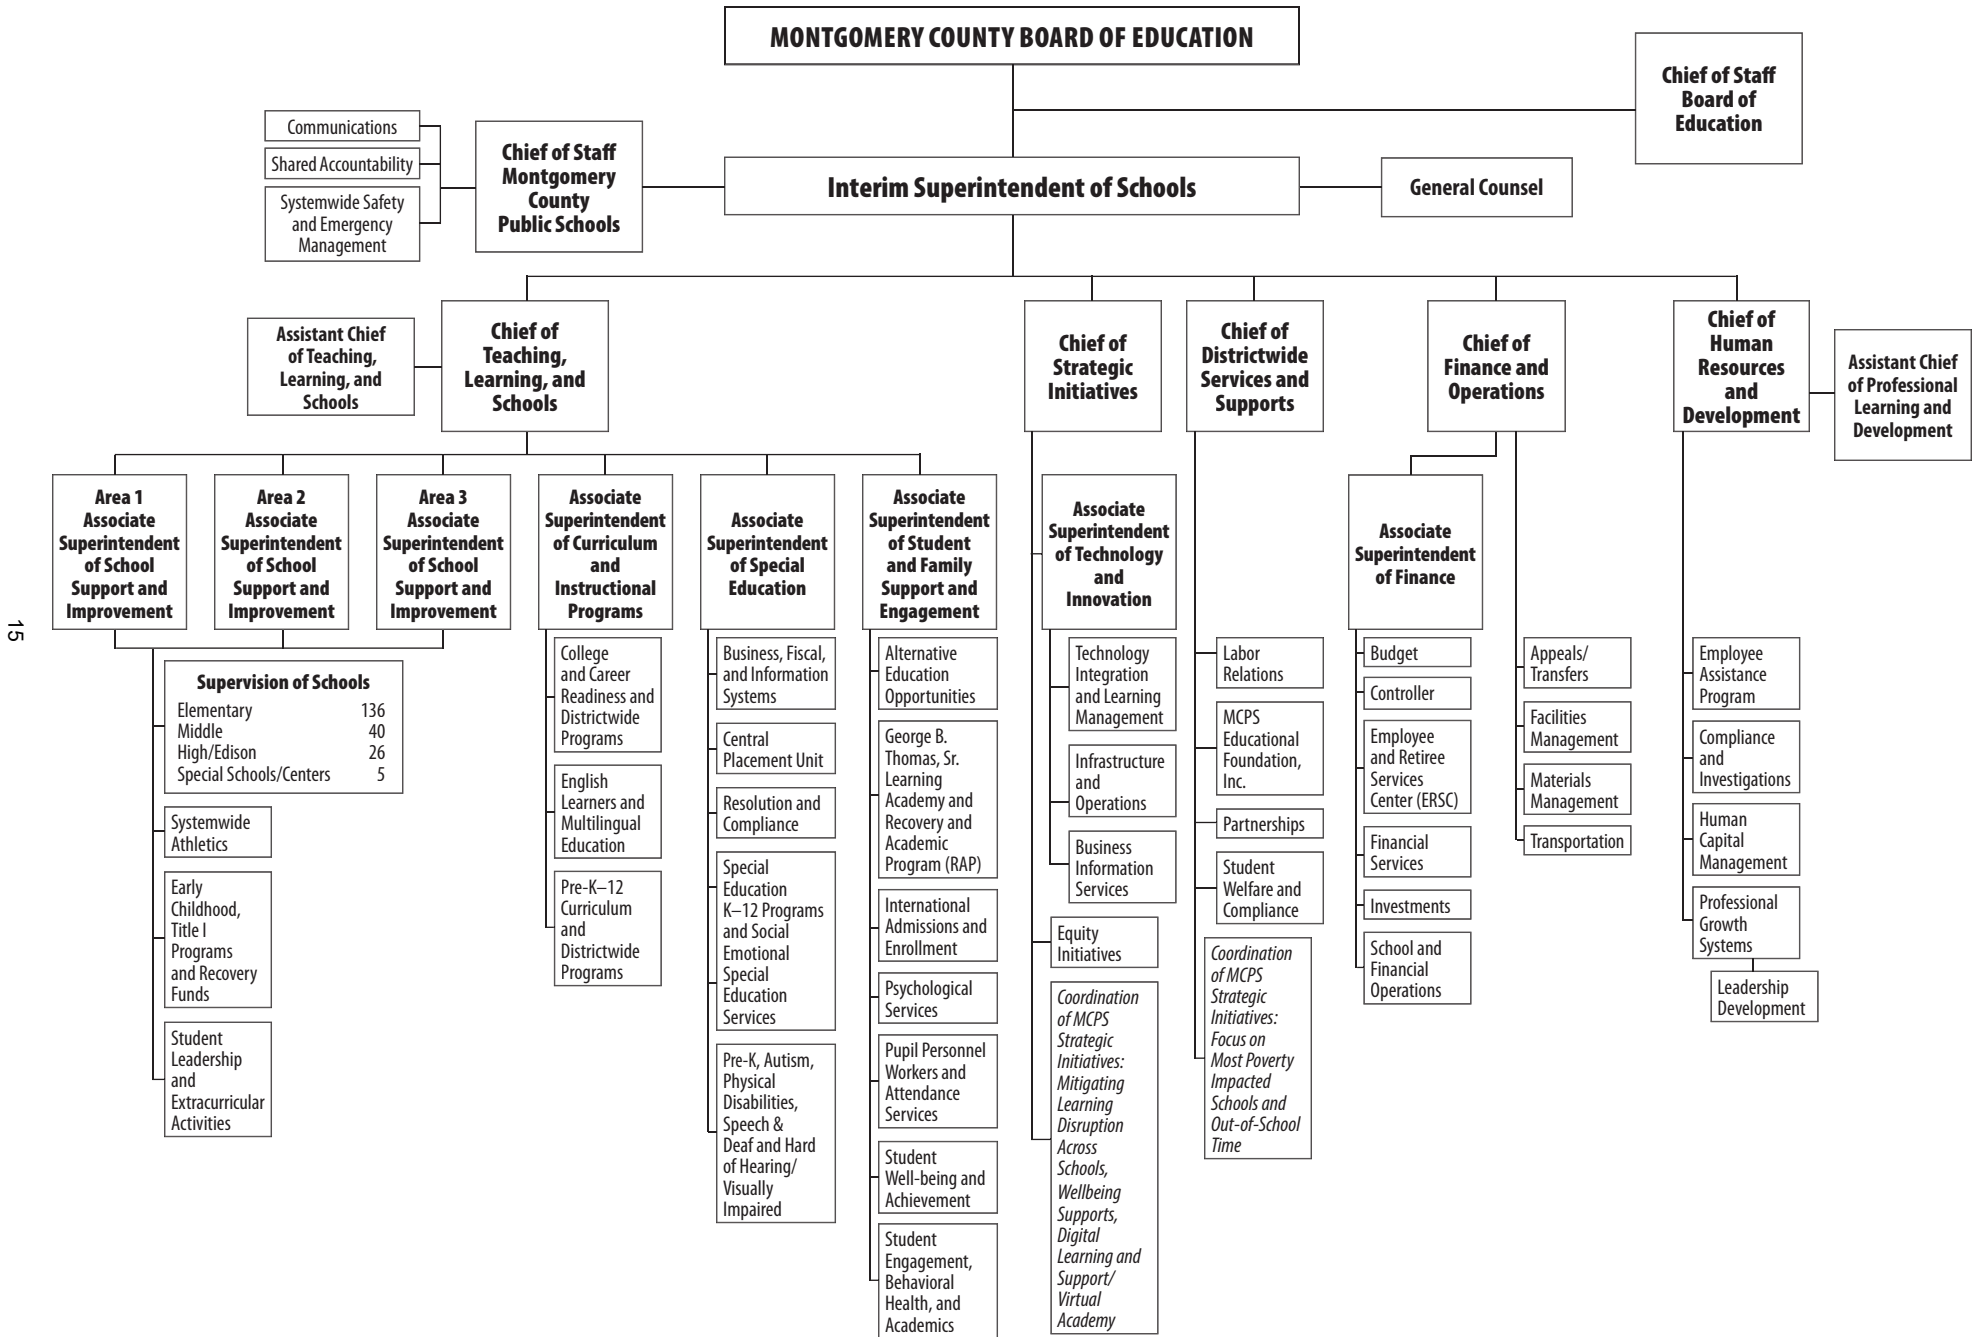 MONTGOMERY COUNTY BOARD OF EDUCATION
Chief of Staff
Board of
Education
Communications
Shared Accountability
Systemwide Safety
and Emergency
Management
Chief of Staff
Montgomery
County
Public Schools
Interim Superintendent of Schools
General Counsel
Assistant Chief
of Teaching,
Learning, and
Schools
Chief of
Teaching,
Learning, and
Schools
Chief of
Strategic
Initiatives
Chief of
Districtwide
Services and
Supports
Chief of
Finance and
Operations
Chief of
Human
Resources
and
Development
Assistant Chief
of Professional
Learning and
Development
Area 1
Associate
Superintendent
of School
Support and
Improvement
Area 2
Associate
Superintendent
of School
Support and
Improvement
Area 3
Associate
Superintendent
of School
Support and
Improvement
Associate
Superintendent
of Curriculum
and
Instructional
Programs
Associate
Superintendent
of Special
Education
Associate
Superintendent
of Student
and Family
Support and
Engagement
Associate
Superintendent
of Technology
and
Innovation
Associate
Superintendent
of Finance
Supervision of Schools
Elementary 136
Middle 40
High/Edison 26
Special Schools/Centers 5
Systemwide
Athletics
Early
Childhood,
Title I
Programs
and Recovery
Funds
Student
Leadership
and
Extracurricular
Activities
College
and Career
Readiness and
Districtwide
Programs
English
Learners and
Multilingual
Education
Pre-K–12
Curriculum
and
Districtwide
Programs
Business, Fiscal,
and Information
Systems
Central
Placement Unit
Resolution and
Compliance
Special
Education
K–12 Programs
and Social
Emotional
Special
Education
Services
Pre-K, Autism,
Physical
Disabilities,
Speech &
Deaf and Hard
of Hearing/
Visually
Impaired
Alternative
Education
Opportunities
George B.
Thomas, Sr.
Learning
Academy and
Recovery and
Academic
Program (RAP)
International
Admissions and
Enrollment
Psychological
Services
Pupil Personnel
Workers and
Attendance
Services
Student
Well-being and
Achievement
Student
Engagement,
Behavioral
Health, and
Academics
Technology
Integration
and Learning
Management
Infrastructure
and
Operations
Business
Information
Services
Equity
Initiatives
Coordination
of MCPS
Strategic
Initiatives:
Mitigating
Learning
Disruption
Across
Schools,
Wellbeing
Supports,
Digital
Learning and
Support/
Virtual
Academy
Labor
Relations
MCPS
Educational
Foundation,
Inc.
Partnerships
Student
Welfare and
Compliance
Coordination
of MCPS
Strategic
Initiatives:
Focus on
Most Poverty
Impacted
Schools and
Out-of-School
Time
Budget
Controller
Employee
and Retiree
Services
Center (ERSC)
Financial
Services
Investments
School and
Financial
Operations
Appeals/
Transfers
Facilities
Management
Materials
Management
Transportation
Employee
Assistance
Program
Compliance
and
Investigations
Human
Capital
Management
Professional
Growth
Systems
Leadership
Development
15